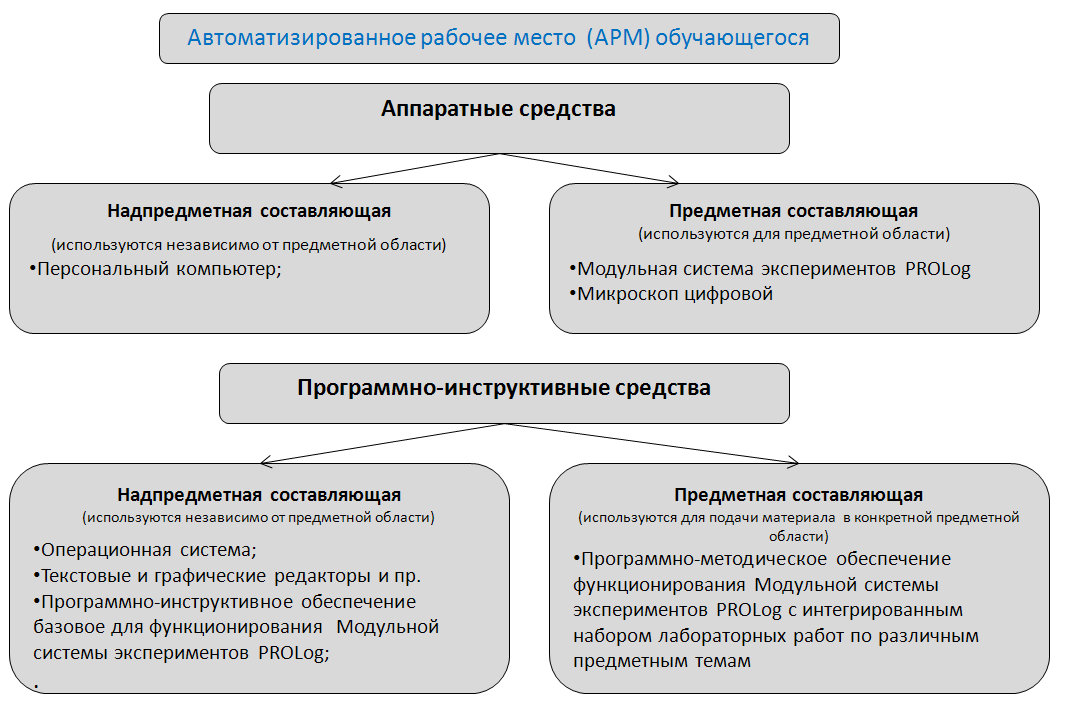 Автоматизированное рабочее место (АРМ) обучающегося
Аппаратные средства
Надпредметная составляющая
(используются независимо от предметной области)
•Персональный компьютер;
Предметная составляющая
(используются для предметной области)
•Модульная система экспериментов PROLog
•Микроскоп цифровой
Программно-инструктивные средства
Надпредметная составляющая
(используются независимо от предметной области)
•Операционная система;
•Текстовые и графические редакторы и пр.
•Программно-инструктивное обеспечение
базовое для функционирования Модульной
системы экспериментов PROLog;
.
Предметная составляющая
(используются для подачи материала в конкретной предметной
области)
•Программно-методическое обеспечение
функционирования Модульной системы
экспериментов PROLog с интегрированным
набором лабораторных работ по различным
предметным темам